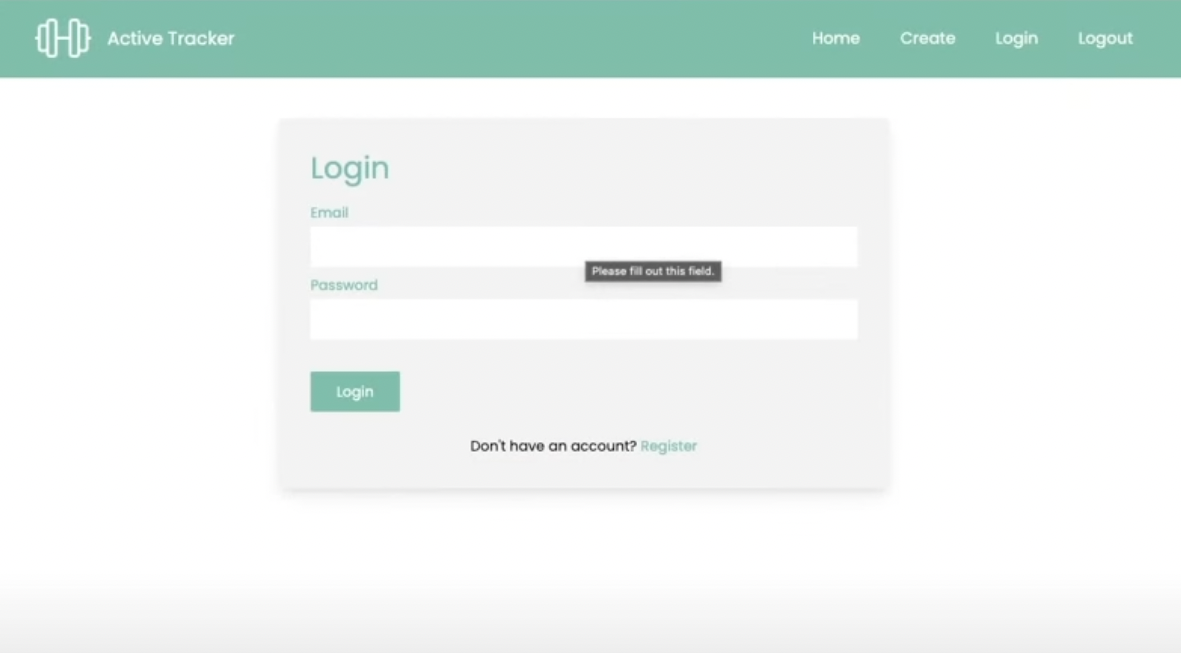 Active Tracker Home Create Login Logout
Login
Email
Please fill out this field.
Password
Login
Don't have an account? Register